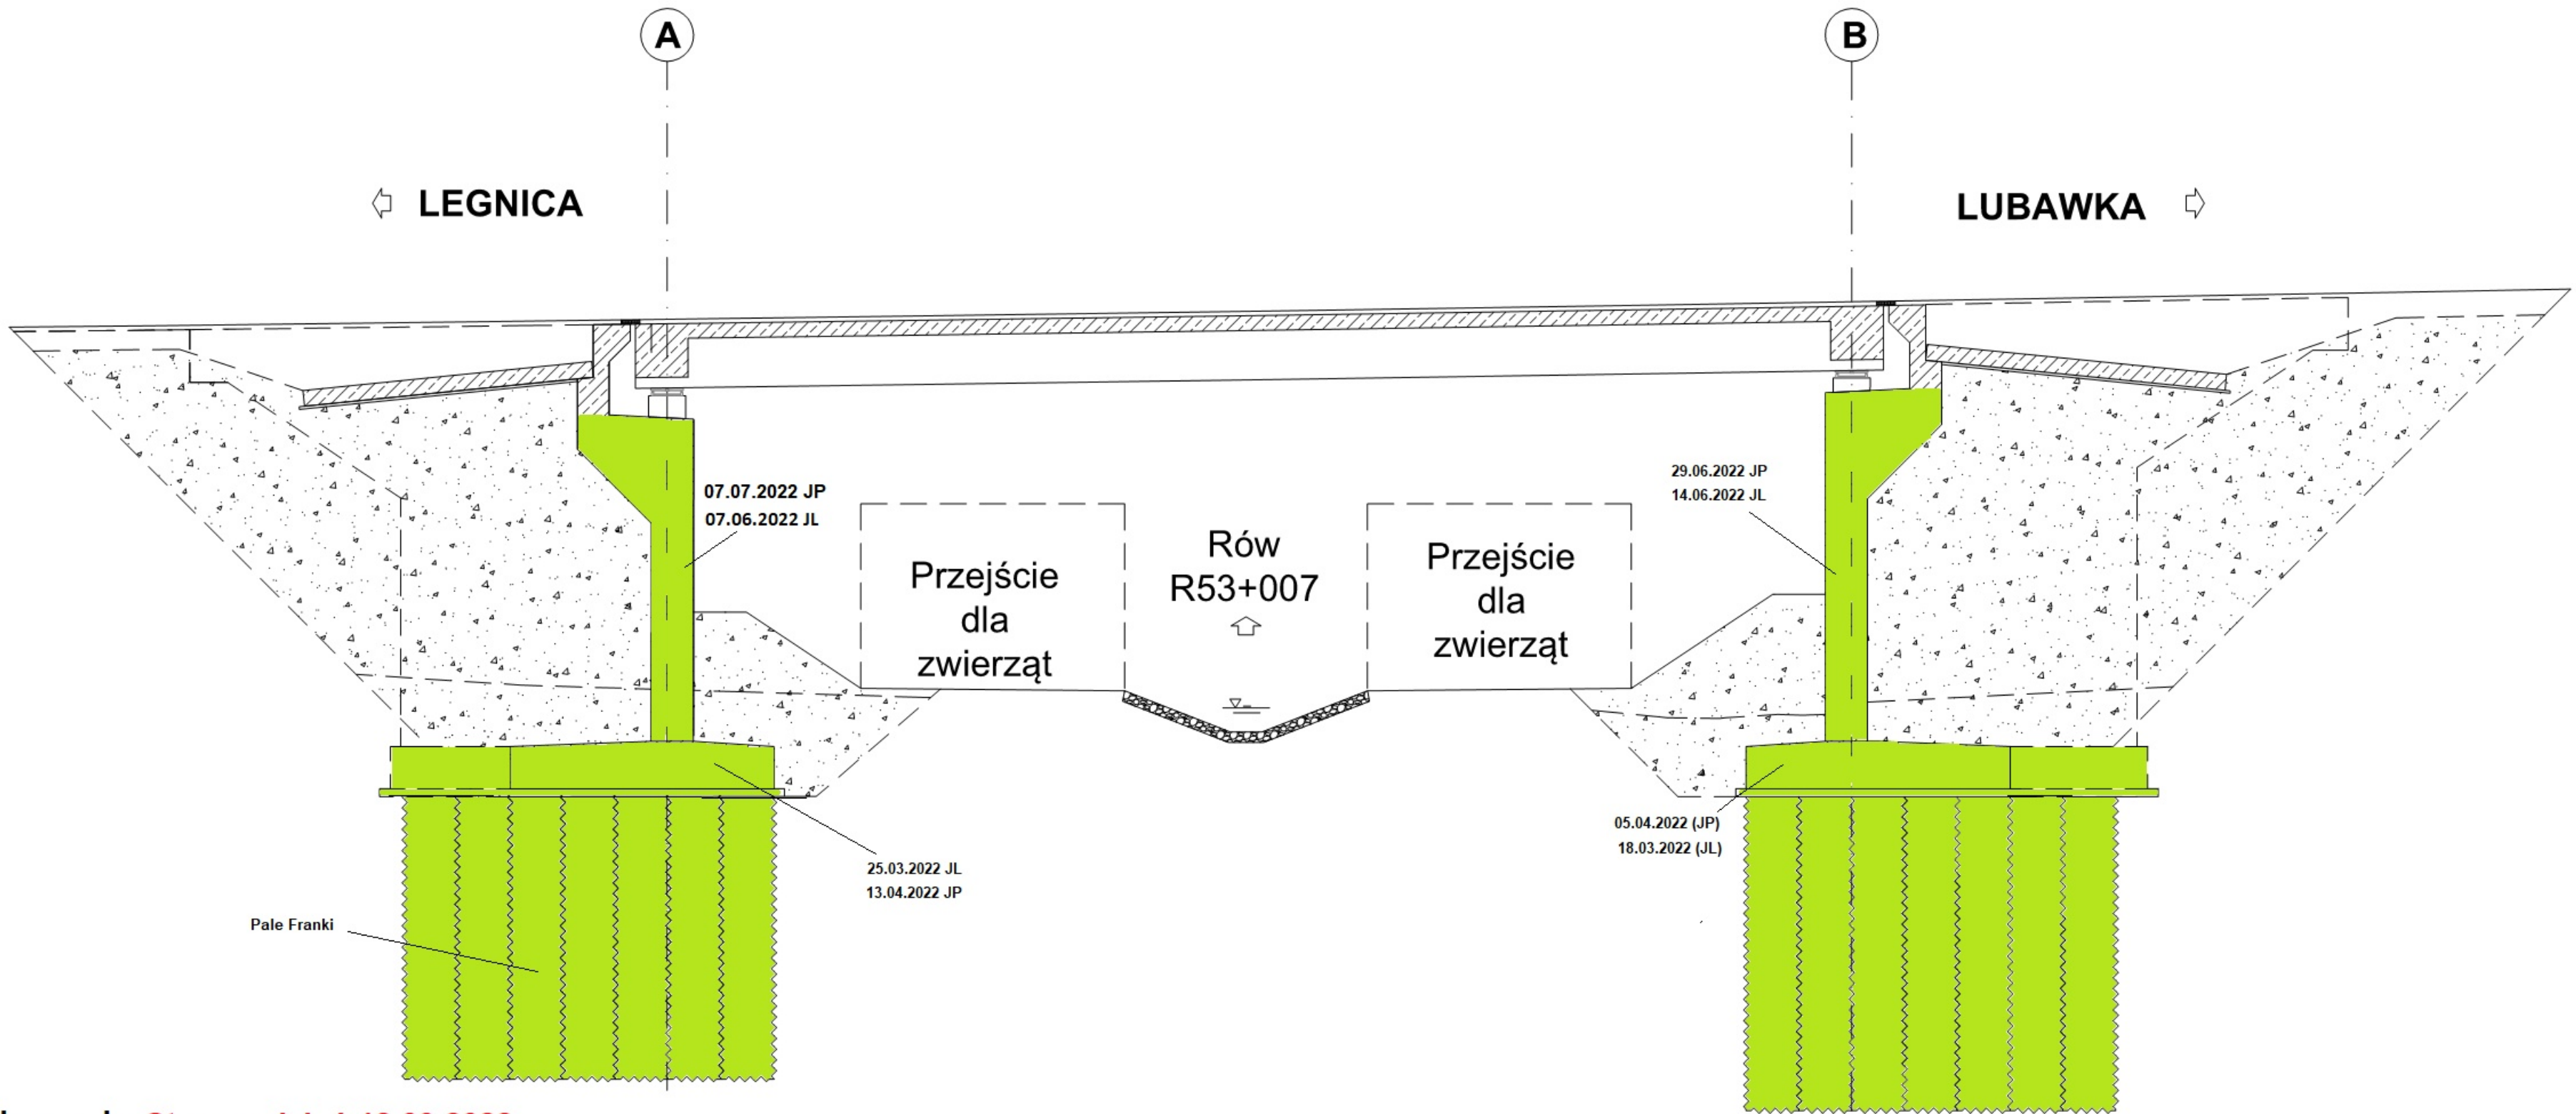 A
B
LEGNICA
LUBAWKA
07.07.2022 JP
07.06.2022 JL
29.06.2022 JP
14.06.2022 JL
Przejście
dla
zwierząt
Rów
R53+007
Przejście
dla
zwierząt
25.03.2022 JL
13.04.2022 JP
05.04.2022 (JP)
18.03.2022 (JL)
Pale Franki